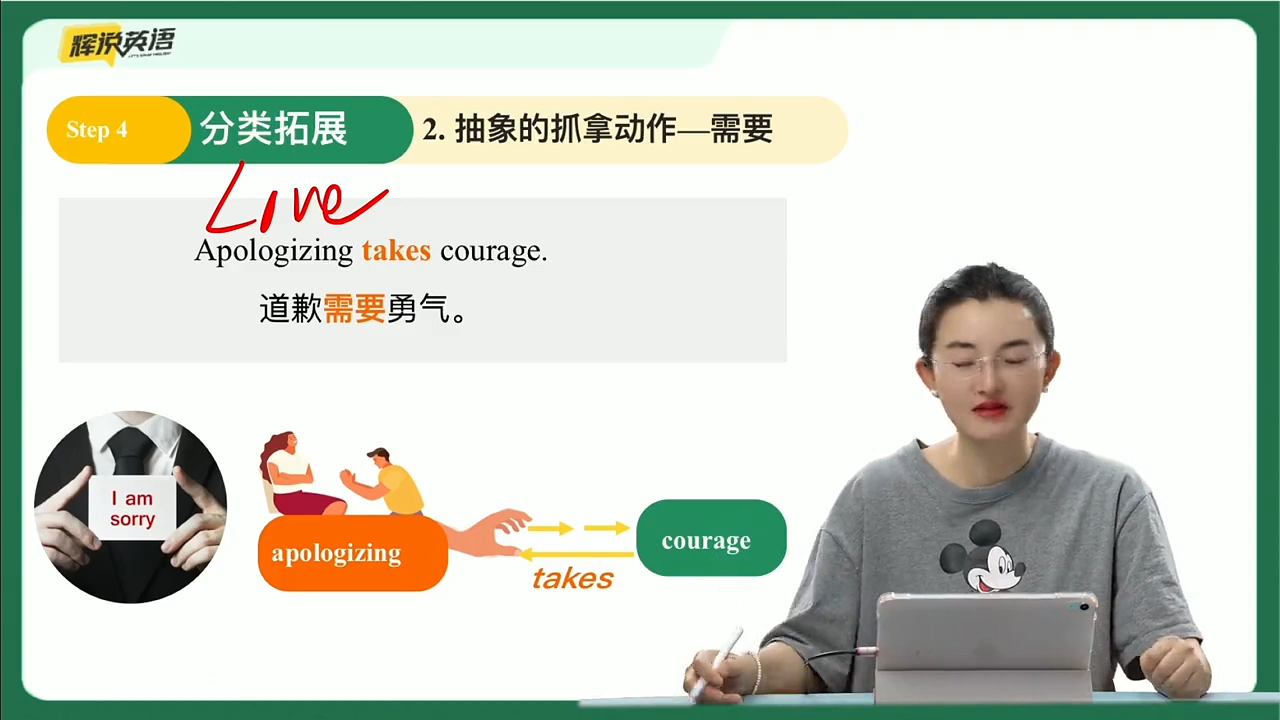 辉说英语
Step 4 分类拓展 2. 抽象的抓拿动作—需要
Apologizing takes courage.
道歉需要勇气。
I am
sorry
apologizing
courage
takes